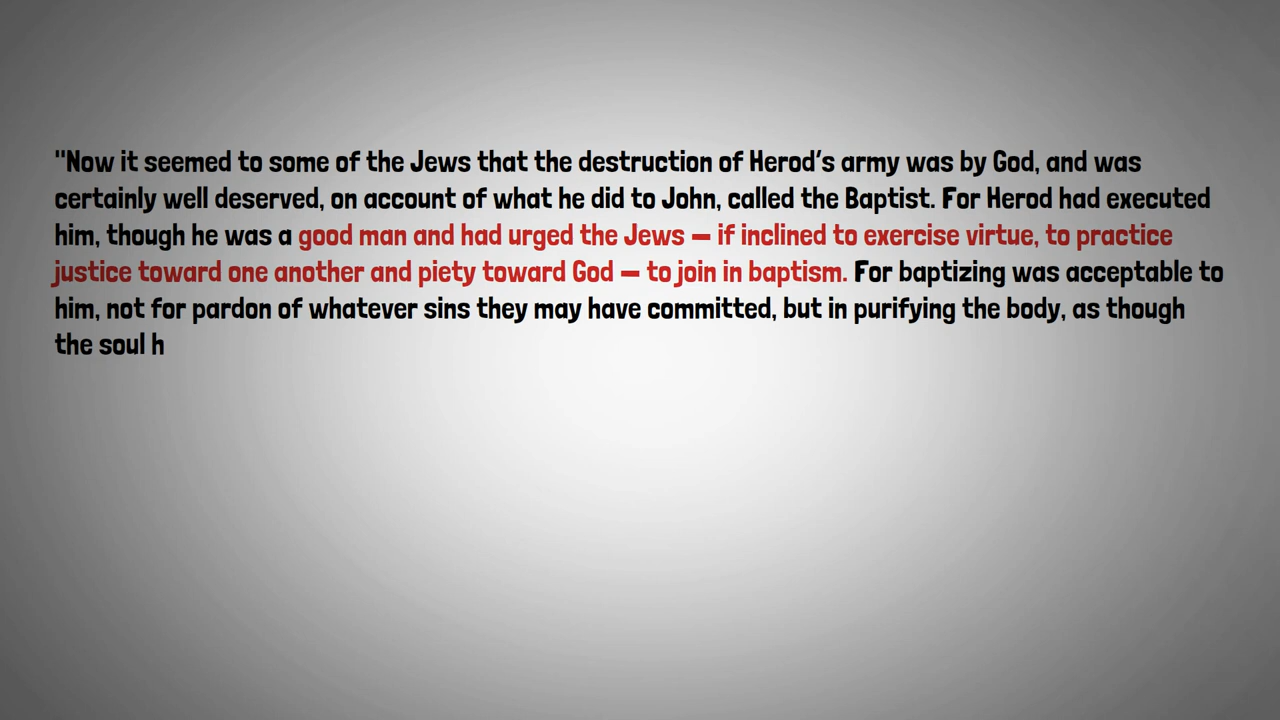 "Now it seemed to some of the Jews that the destruction of Herod's army was by God, and was
certainly well deserved, on account of what he did to John, called the Baptist. For Herod had executed
him, though he was a good man and had urged the Jews — if inclined to exercise virtue, to practice
justice toward one another and piety toward God — to join in baptism. For baptizing was acceptable to
him, not for pardon of whatever sins they may have committed, but in purifying the body, as though
the soul h